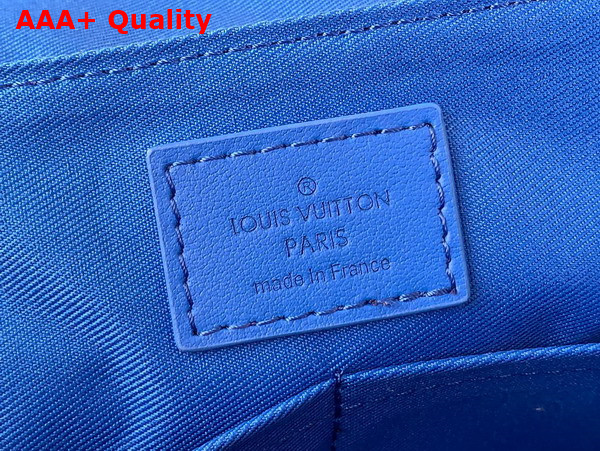 AAA+ Quality
®
LOUIS VUITTON
PARIS
made in France